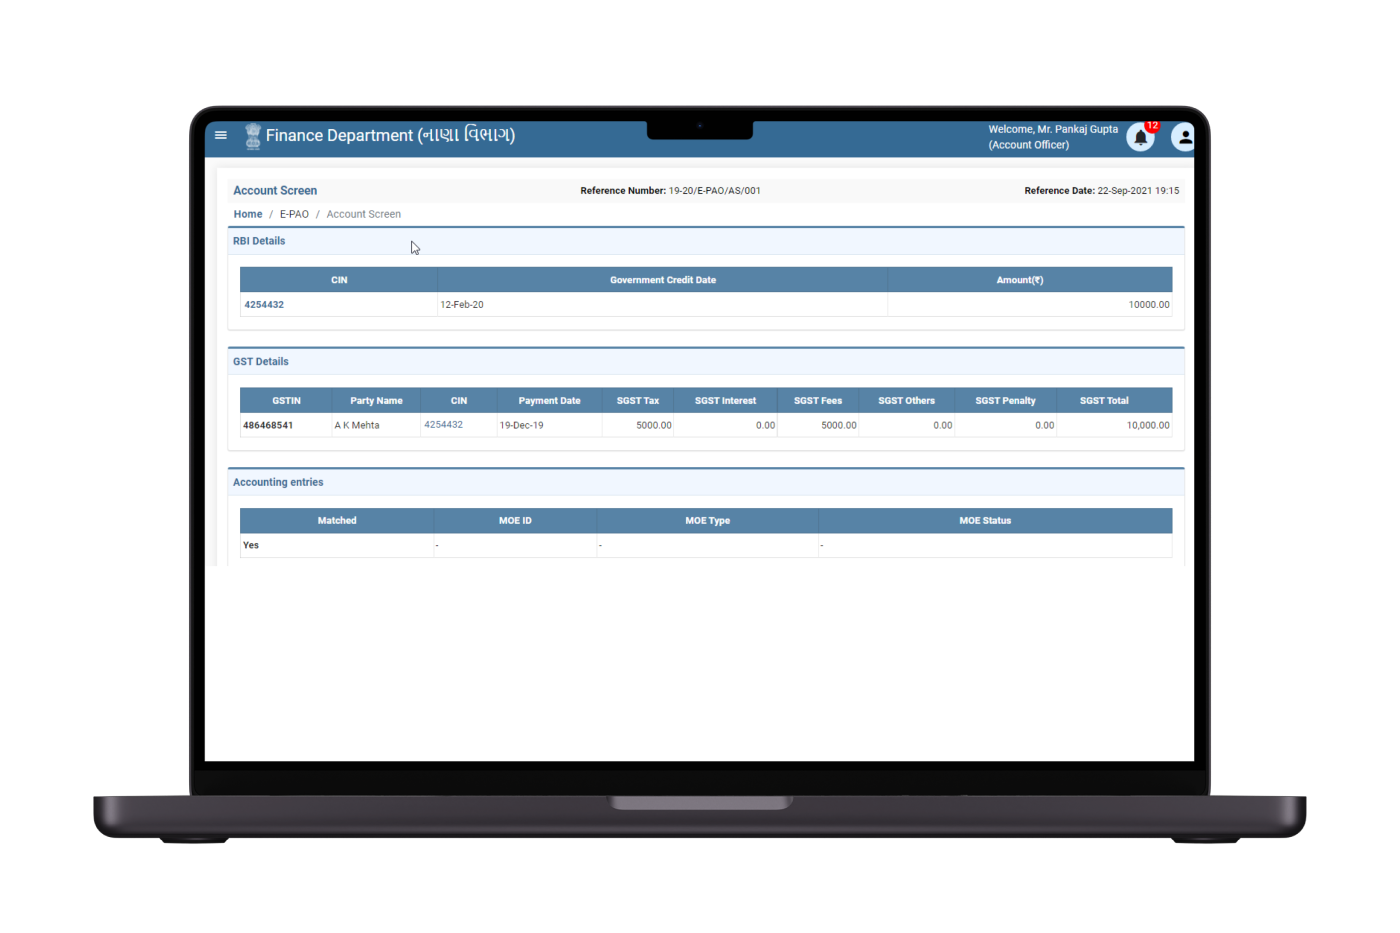 Finance Department (નાણા વિભાગ)
Welcome, Mr. Pankaj Gupta
(Account Officer)
12
Account Screen
Reference Number: 19-20/E-PAO/AS/001
Reference Date: 22-Sep-2021 19:15
Home / E-PAO / Account Screen
RBI Details
CIN Government Credit Date Amount(₹)
4254432 12-Feb-20 10000.00
GST Details
GSTIN Party Name CIN Payment Date SGST Tax SGST Interest SGST Fees SGST Others SGST Penalty SGST Total
486468541 A K Mehta 4254432 19-Dec-19 5000.00 0.00 5000.00 0.00 0.00 10,000.00
Accounting entries
Matched MOE ID MOE Type MOE Status
Yes - - -